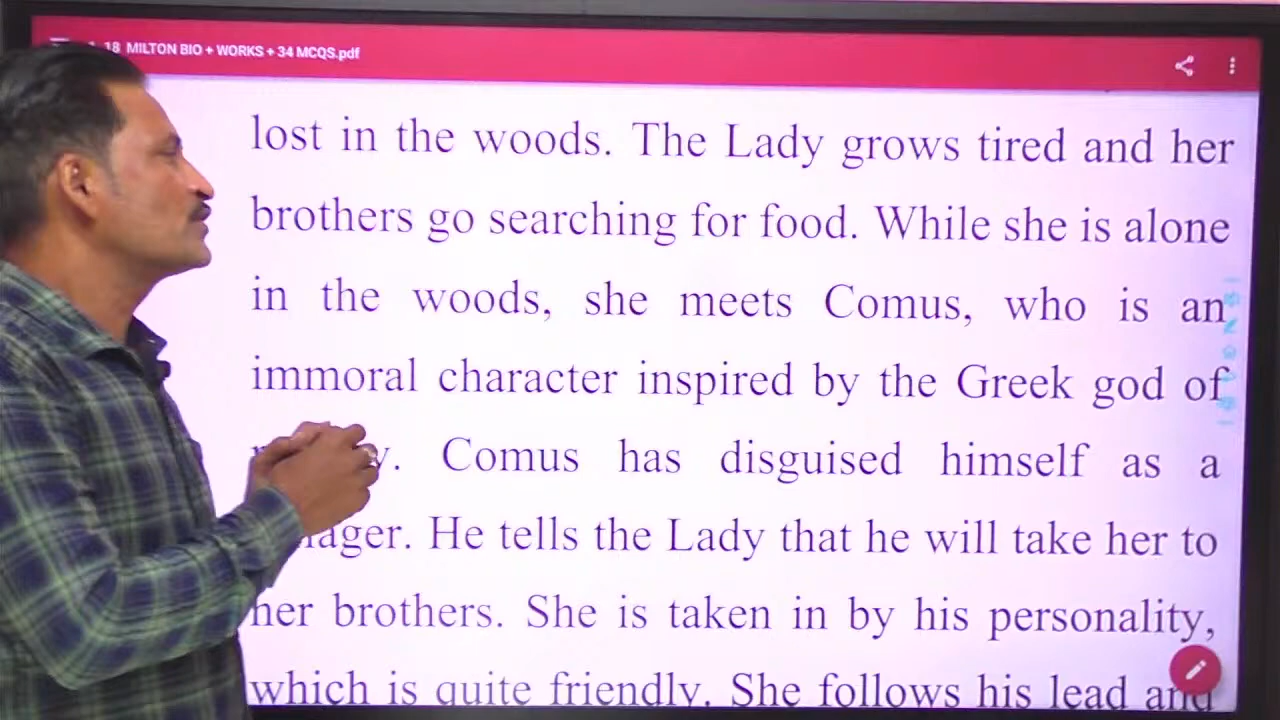 18 MILTON BIO + WORKS + 34 MCQS.pdf
lost in the woods. The Lady grows tired and her
brothers go searching for food. While she is alone
in the woods, she meets Comus, who is an
immoral character inspired by the Greek god of
Comus has disguised himself as a
He tells the Lady that he will take her to
her brothers. She is taken in by his personality,
which is quite friendly. She follows his lead and